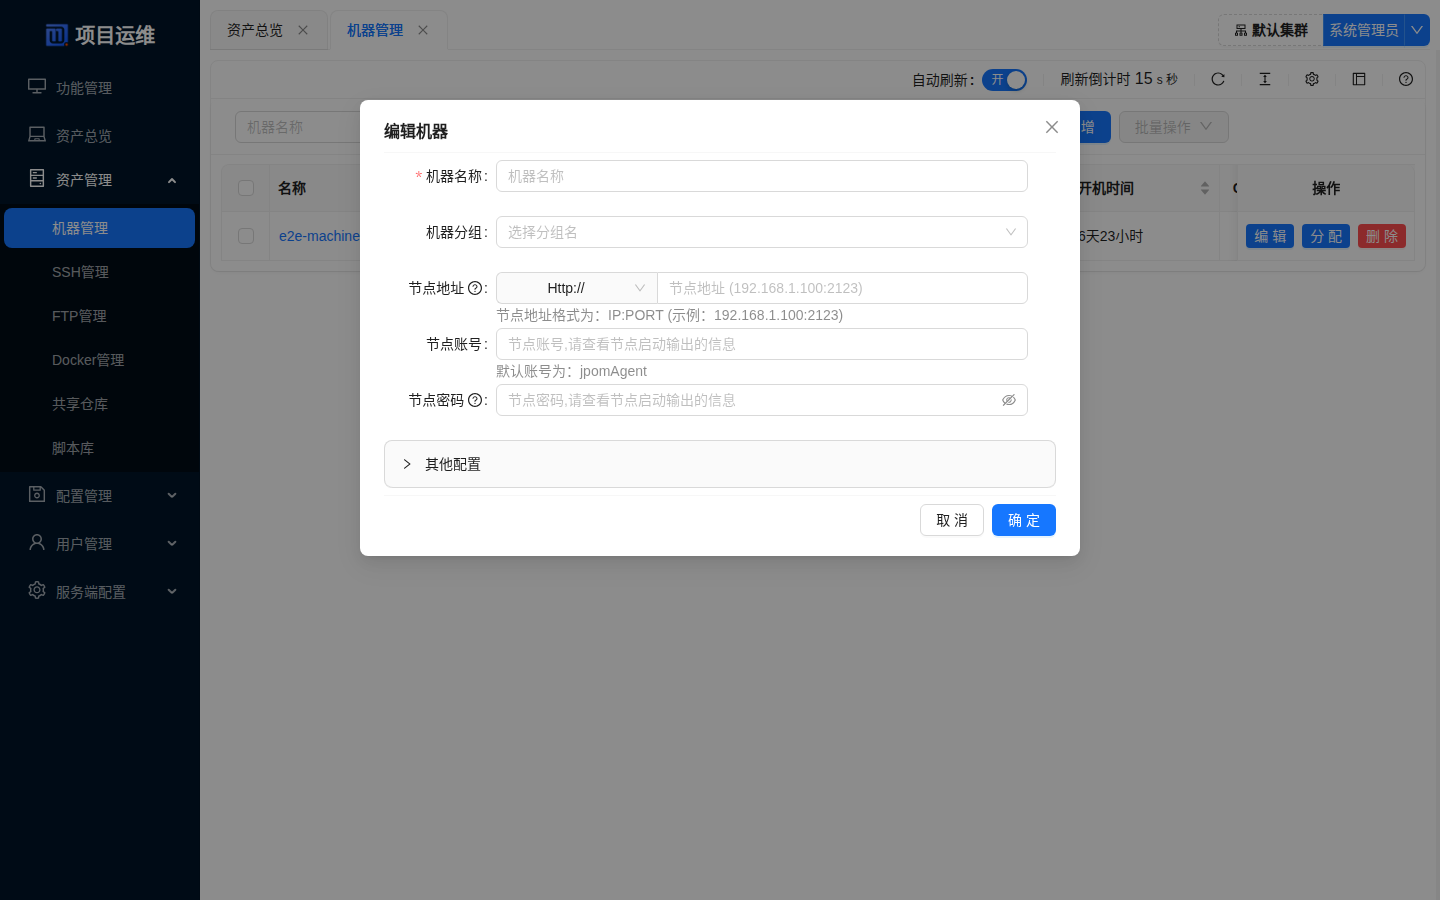 项目运维
功能管理
资产总览
资产管理
机器管理
SSH管理
FTP管理
Docker管理
共享仓库
脚本库
配置管理
用户管理
服务端配置
资产总览
机器管理
默认集群
系统管理员
自动刷新：
开
刷新倒计时 15 s 秒
机器名称
增
批量操作
名称
开机时间
操作
e2e-machine
6天23小时
编 辑
分 配
删 除
编辑机器
* 机器名称 :
机器名称
机器分组 :
选择分组名
节点地址 :
Http://
节点地址 (192.168.1.100:2123)
节点地址格式为：IP:PORT (示例：192.168.1.100:2123)
节点账号 :
节点账号,请查看节点启动输出的信息
默认账号为：jpomAgent
节点密码 :
节点密码,请查看节点启动输出的信息
其他配置
取 消
确 定